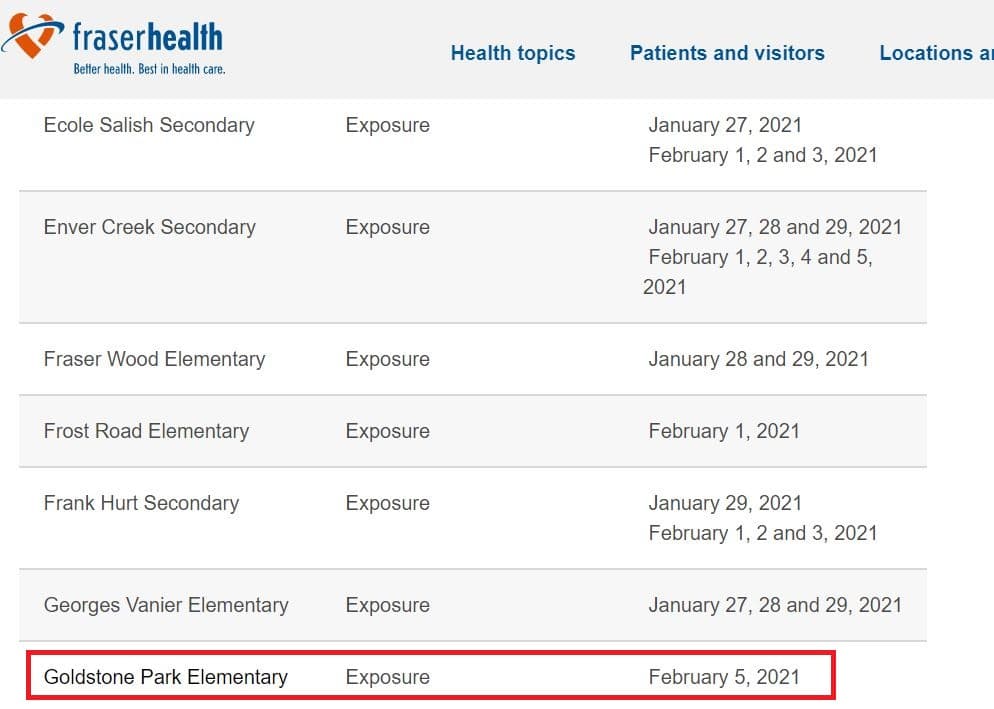 fraserhealth
Better health. Best in health care.
Health topics Patients and visitors Locations
Ecole Salish Secondary Exposure January 27, 2021
February 1, 2 and 3, 2021
Enver Creek Secondary Exposure January 27, 28 and 29, 2021
February 1, 2, 3, 4 and 5,
2021
Fraser Wood Elementary Exposure January 28 and 29, 2021
Frost Road Elementary Exposure February 1, 2021
Frank Hurt Secondary Exposure January 29, 2021
February 1, 2 and 3, 2021
Georges Vanier Elementary Exposure January 27, 28 and 29, 2021
Goldstone Park Elementary Exposure February 5, 2021